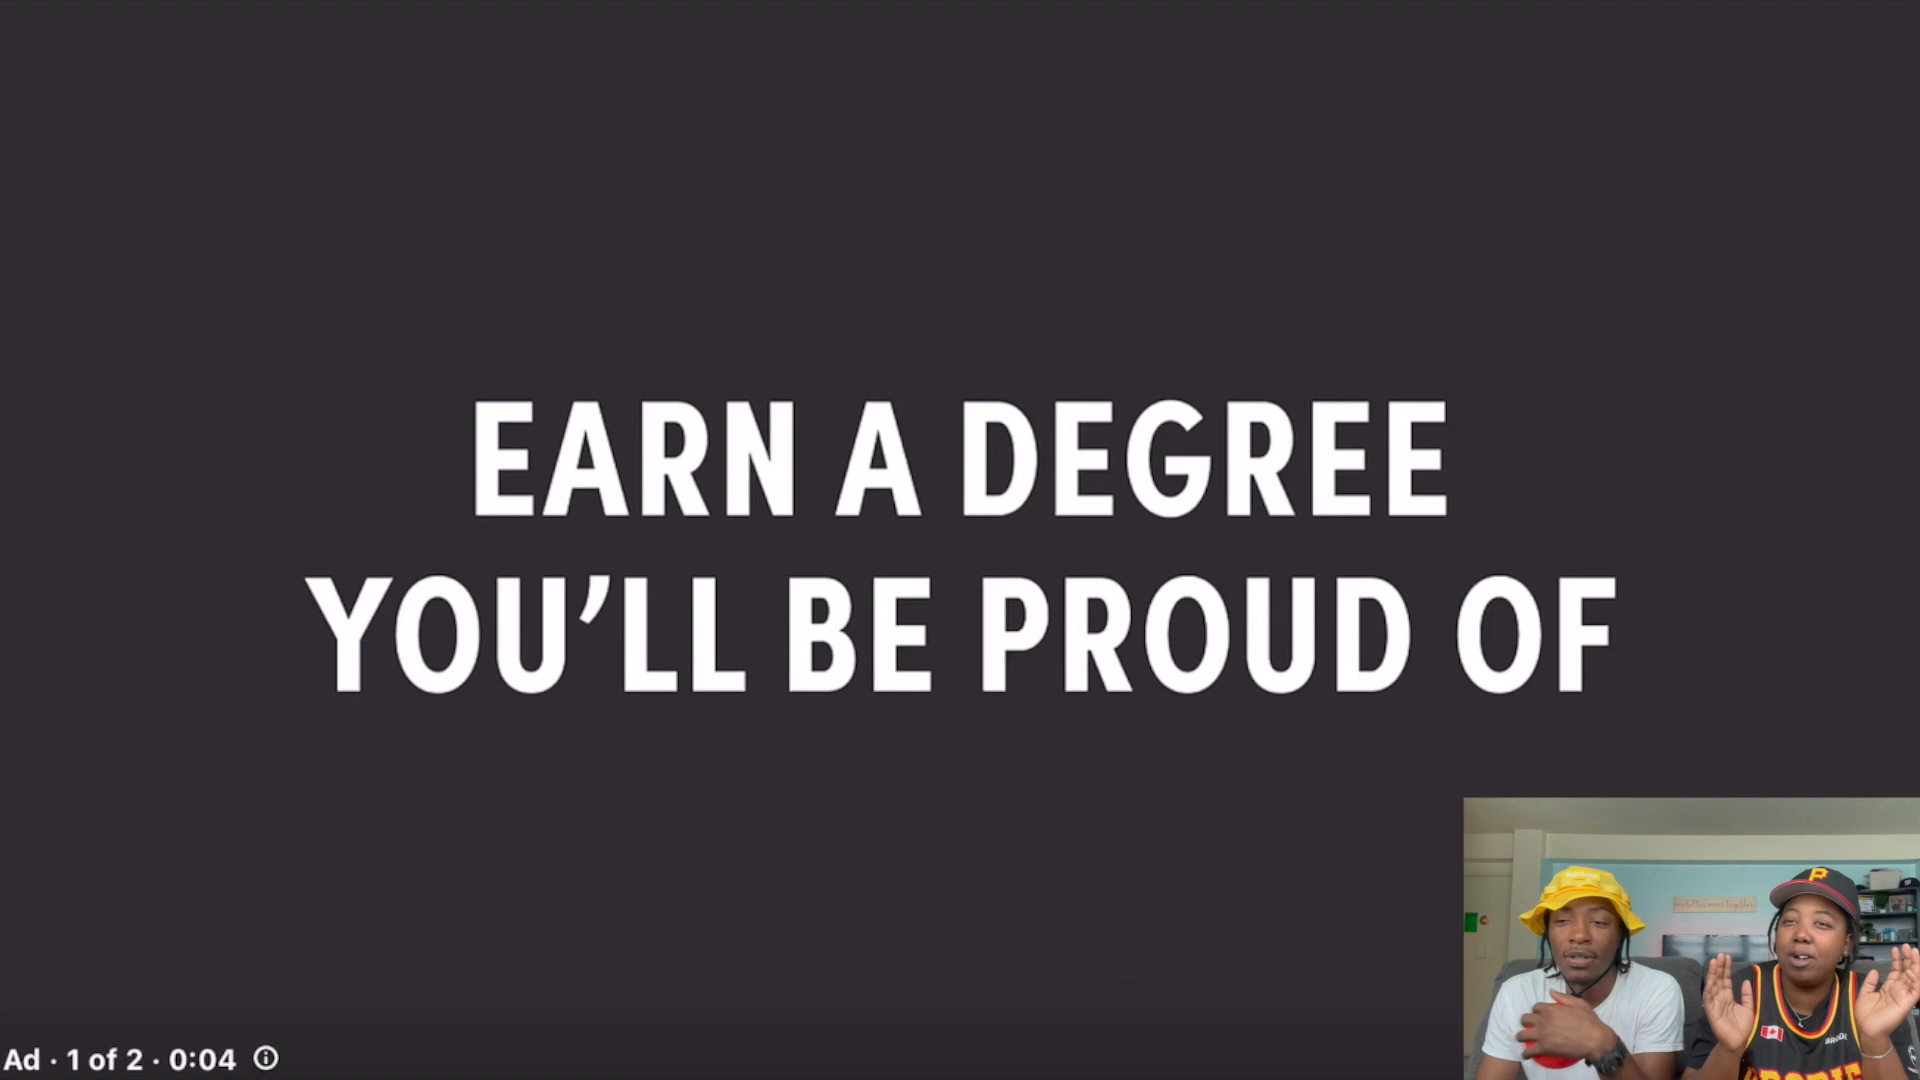 EARN A DEGREE
YOU’LL BE PROUD OF
Ad · 1 of 2 · 0:04
P